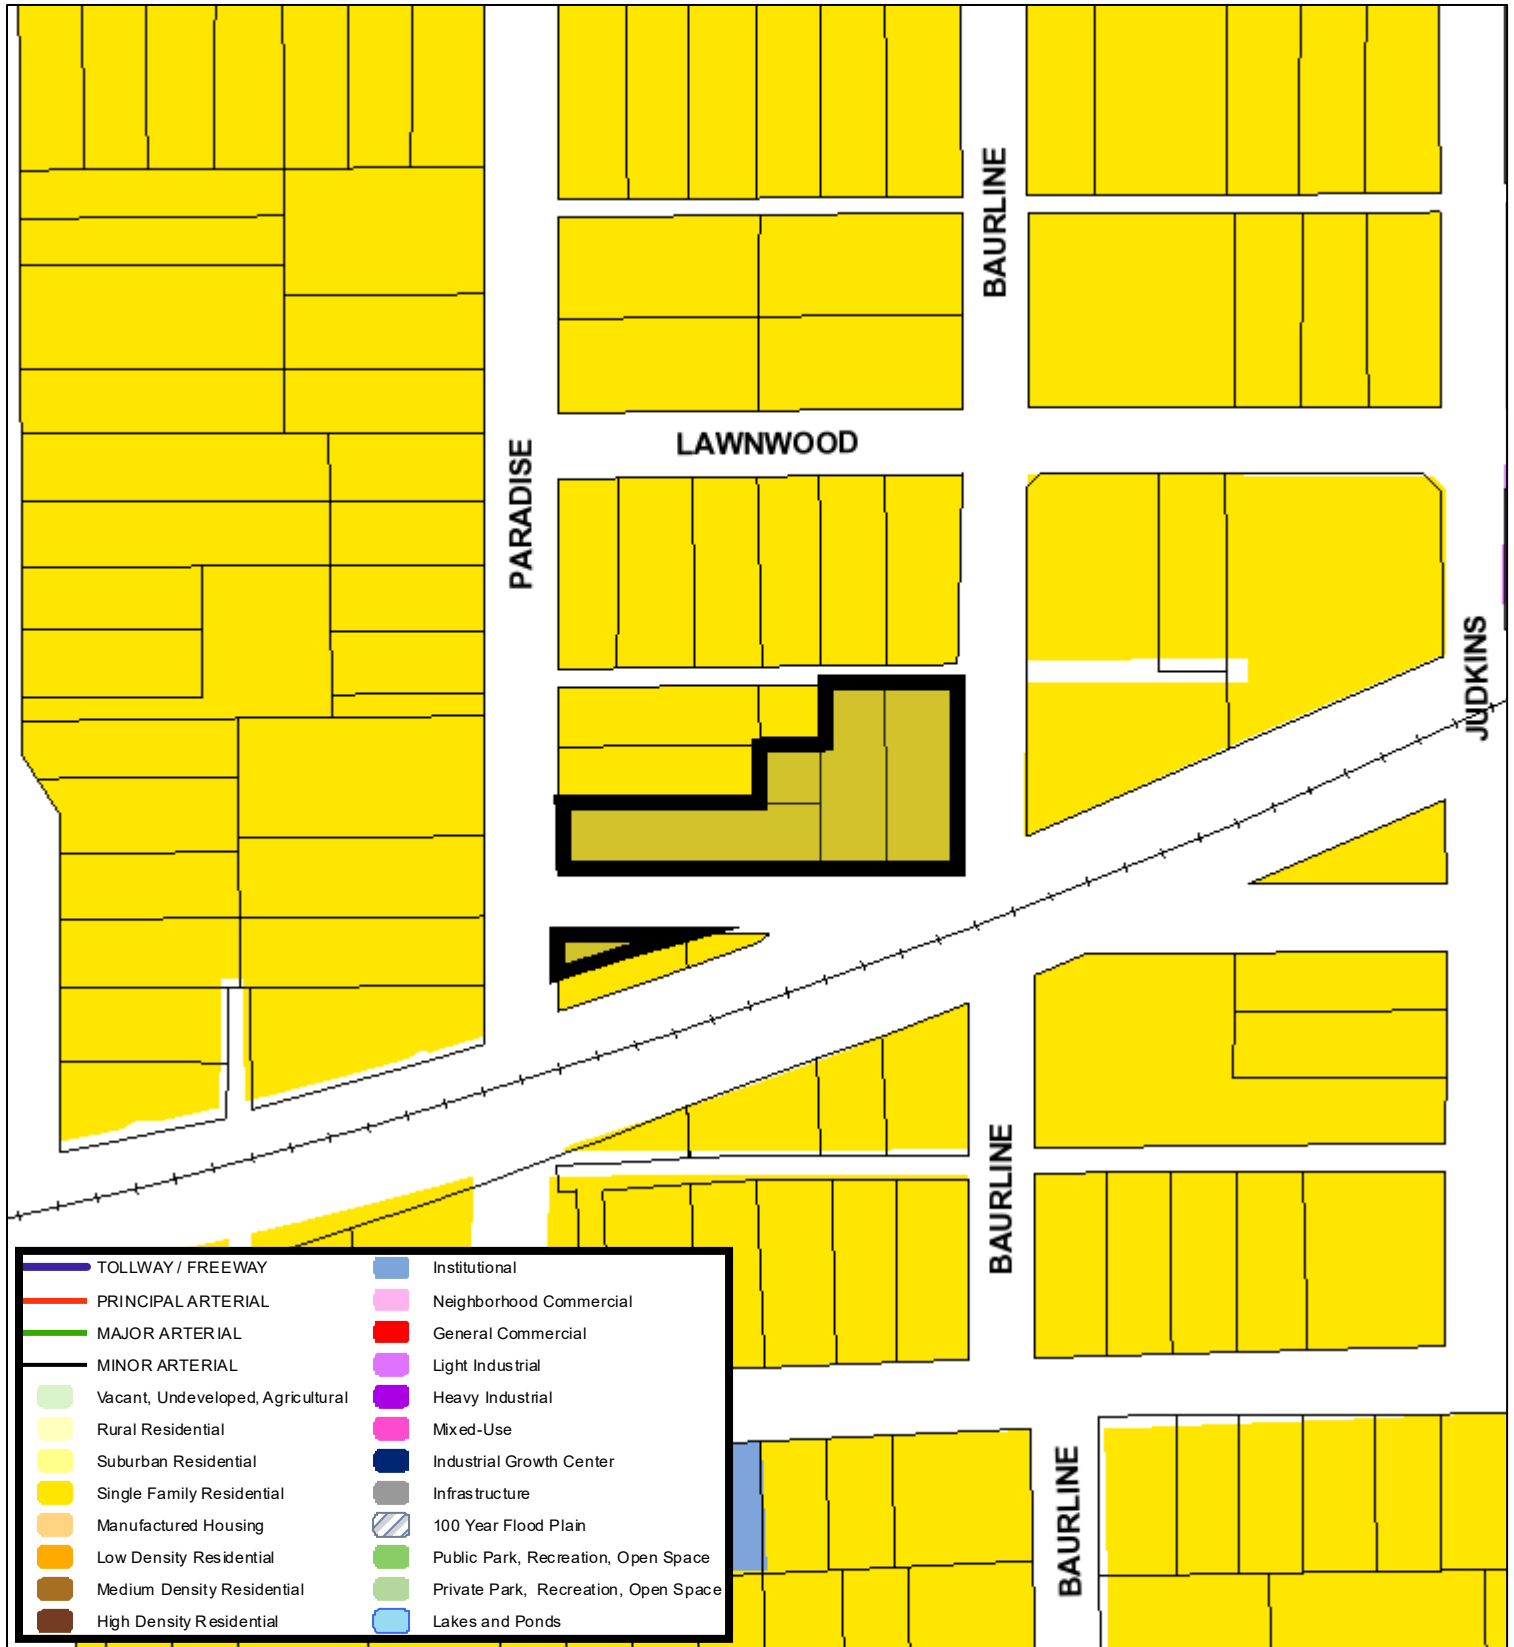 BAURLINE
LAWNWOOD
PARADISE
JUDKINS
BAURLINE
BAURLINE
TOLLWAY / FREEWAY
PRINCIPAL ARTERIAL
MAJOR ARTERIAL
MINOR ARTERIAL
Vacant, Undeveloped, Agricultural
Rural Residential
Suburban Residential
Single Family Residential
Manufactured Housing
Low Density Residential
Medium Density Residential
High Density Residential
Institutional
Neighborhood Commercial
General Commercial
Light Industrial
Heavy Industrial
Mixed-Use
Industrial Growth Center
Infrastructure
100 Year Flood Plain
Public Park, Recreation, Open Space
Private Park, Recreation, Open Space
Lakes and Ponds